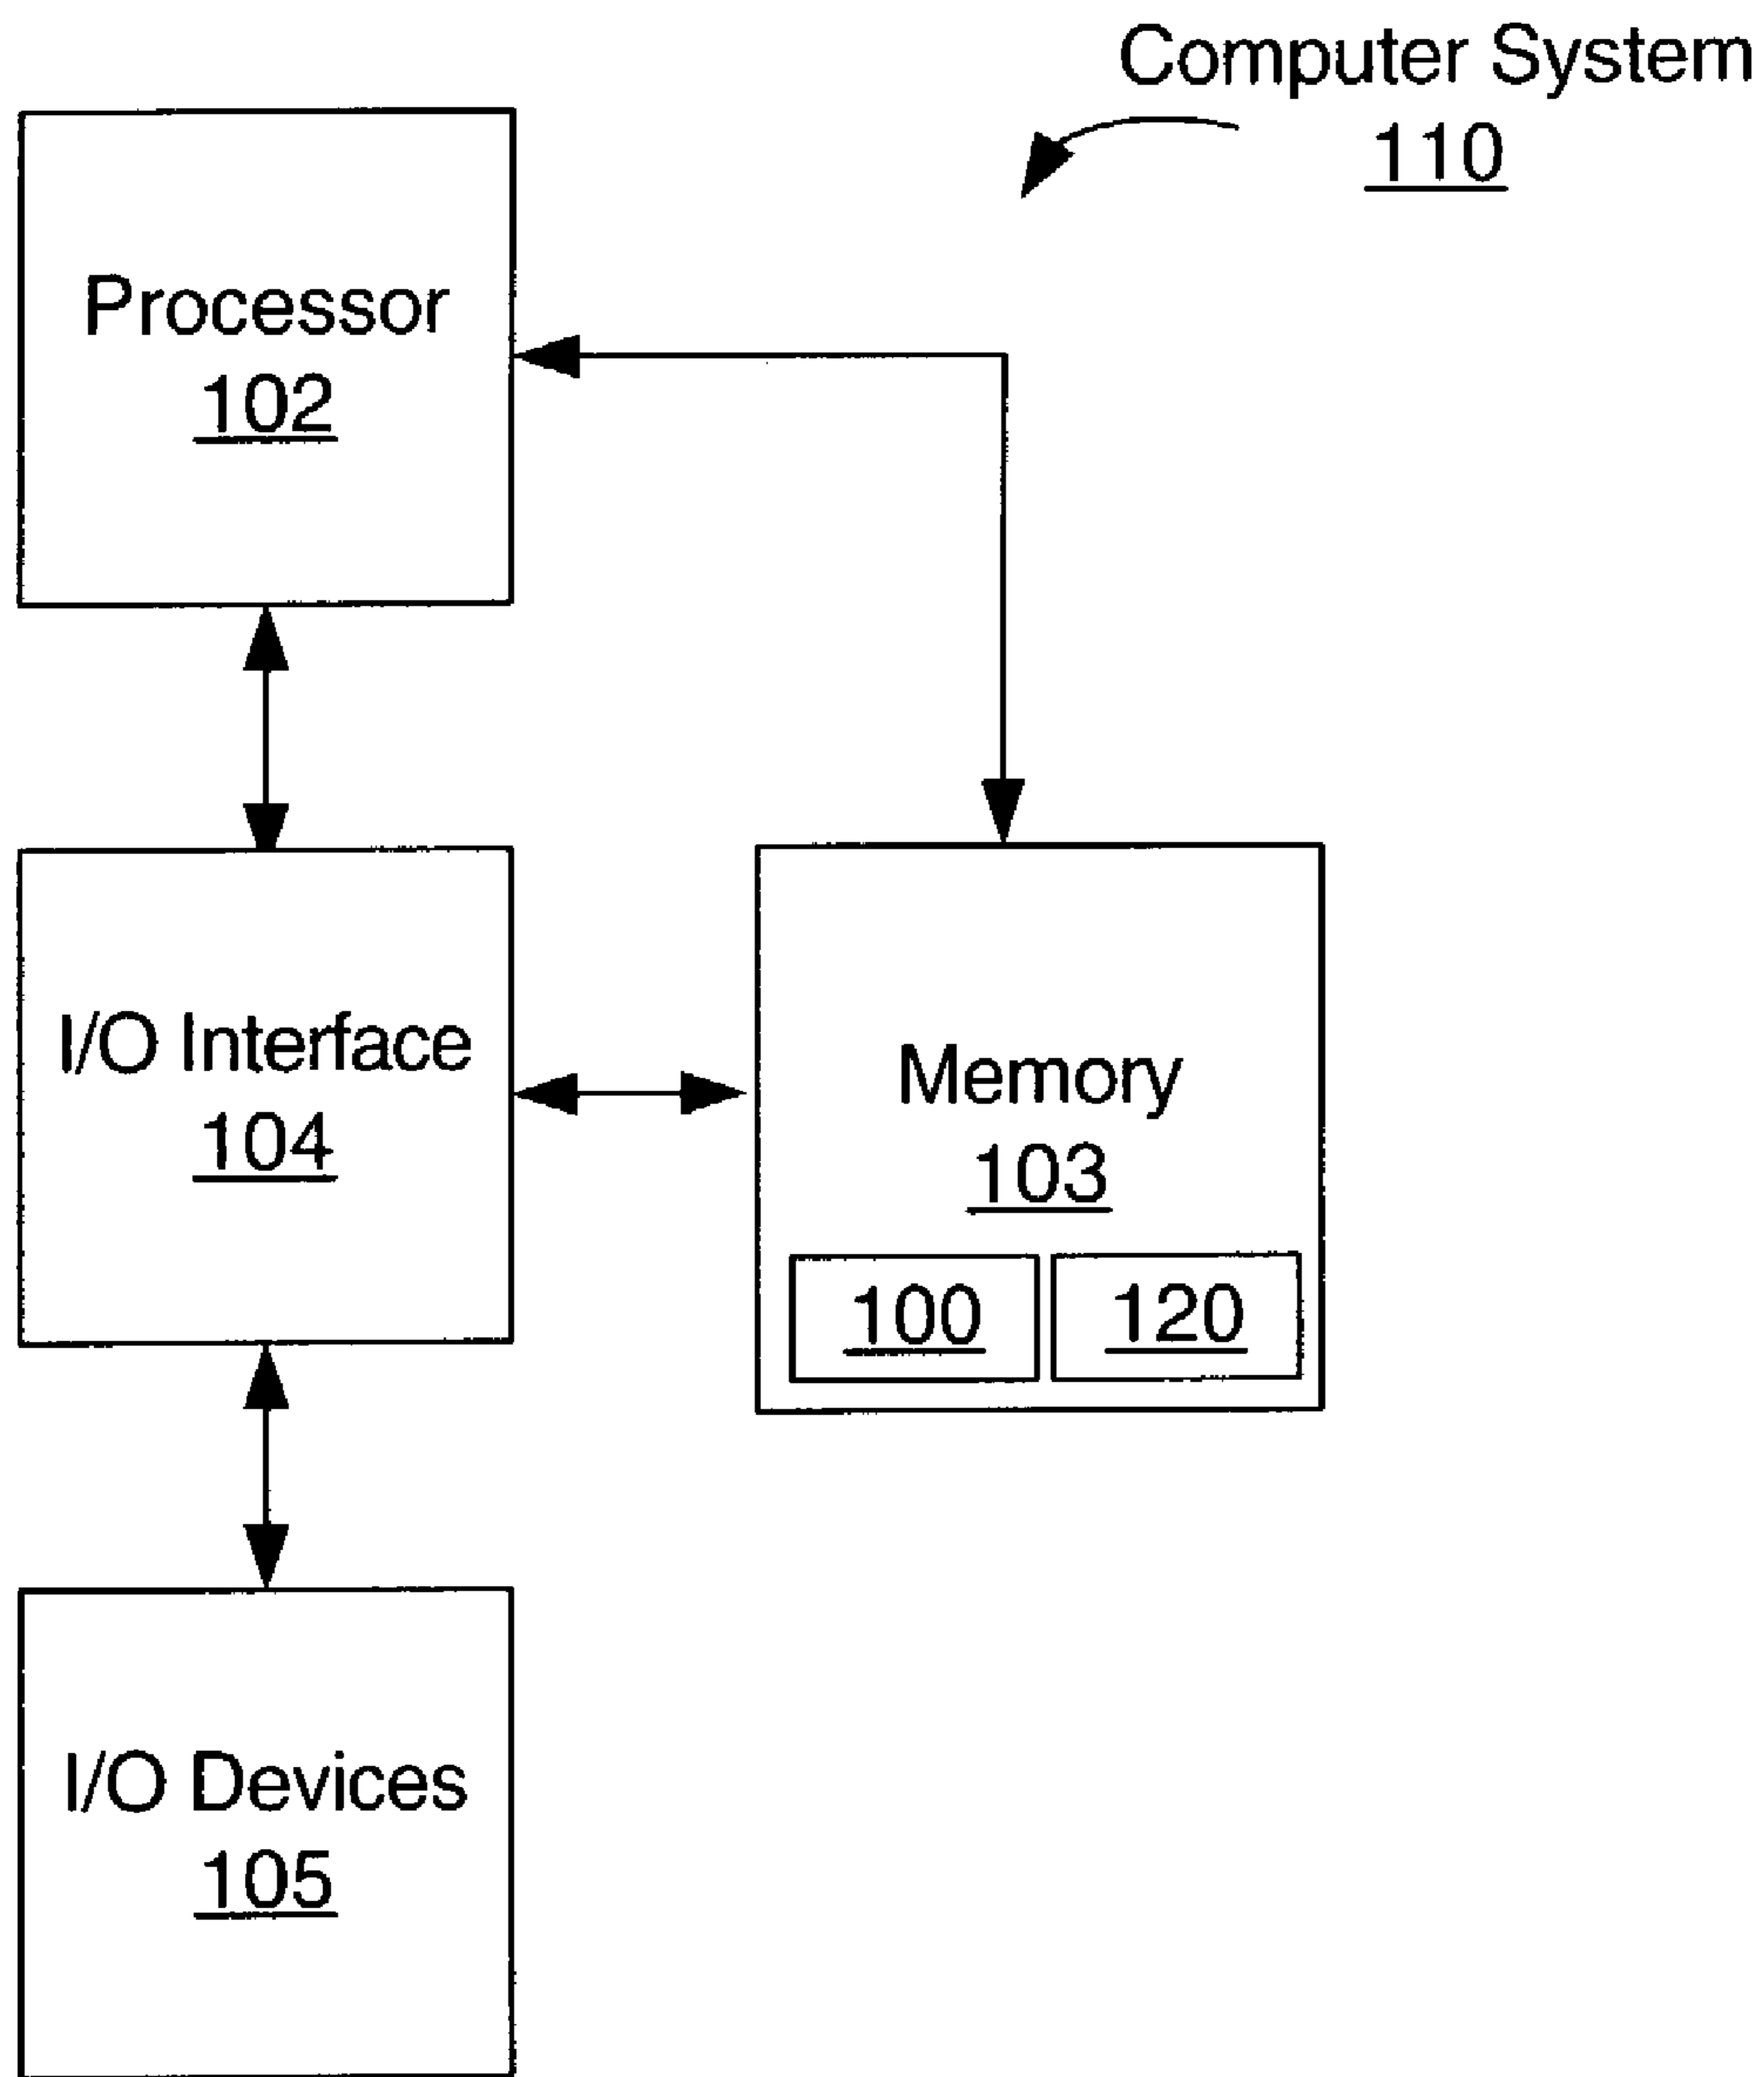 Computer System
110
Processor
102
I/O Interface
104
Memory
103
100 120
I/O Devices
105